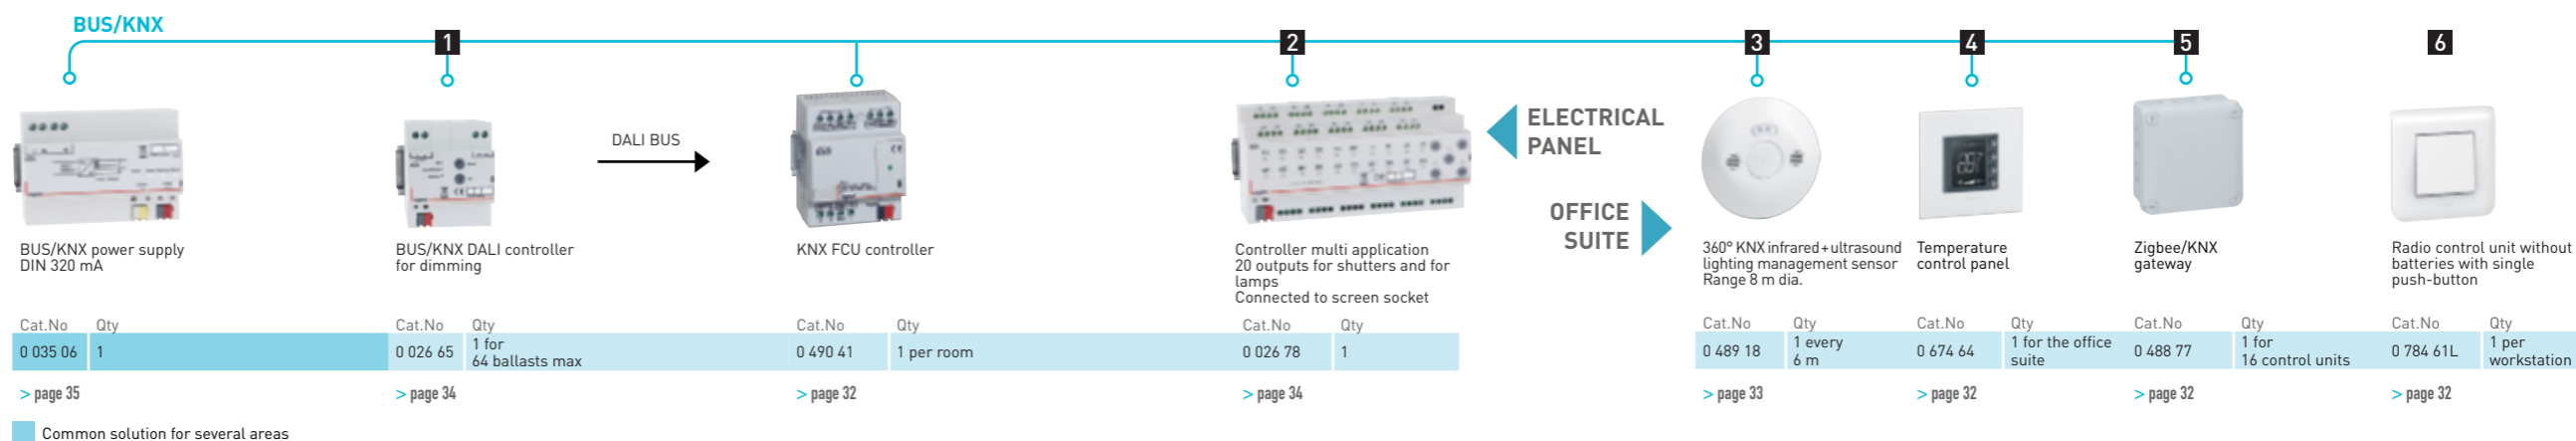 BUS/KNX
1
2
3
4
5
6
DALI BUS
ELECTRICAL
PANEL
OFFICE
SUITE
BUS/KNX power supply
DIN 320 mA
BUS/KNX DALI controller
for dimming
KNX FCU controller
Controller multi application
20 outputs for shutters and for
lamps
Connected to screen socket
360° KNX infrared+ultrasound
lighting management sensor
Range 8 m dia.
Temperature
control panel
Zigbee/KNX
gateway
Radio control unit without
batteries with single
push-button
Cat.No Qty
0 035 06 1
> page 35
Cat.No Qty
0 026 65 1 for
64 ballasts max
> page 34
Cat.No Qty
0 490 41 1 per room
> page 32
Cat.No Qty
0 026 78 1
> page 34
Cat.No Qty
0 489 18 1 every
6 m
> page 33
Cat.No Qty
0 674 64 1 for the office
suite
> page 32
Cat.No Qty
0 488 77 1 for
16 control units
> page 32
Cat.No Qty
0 784 61L 1 per
workstation
> page 32
Common solution for several areas